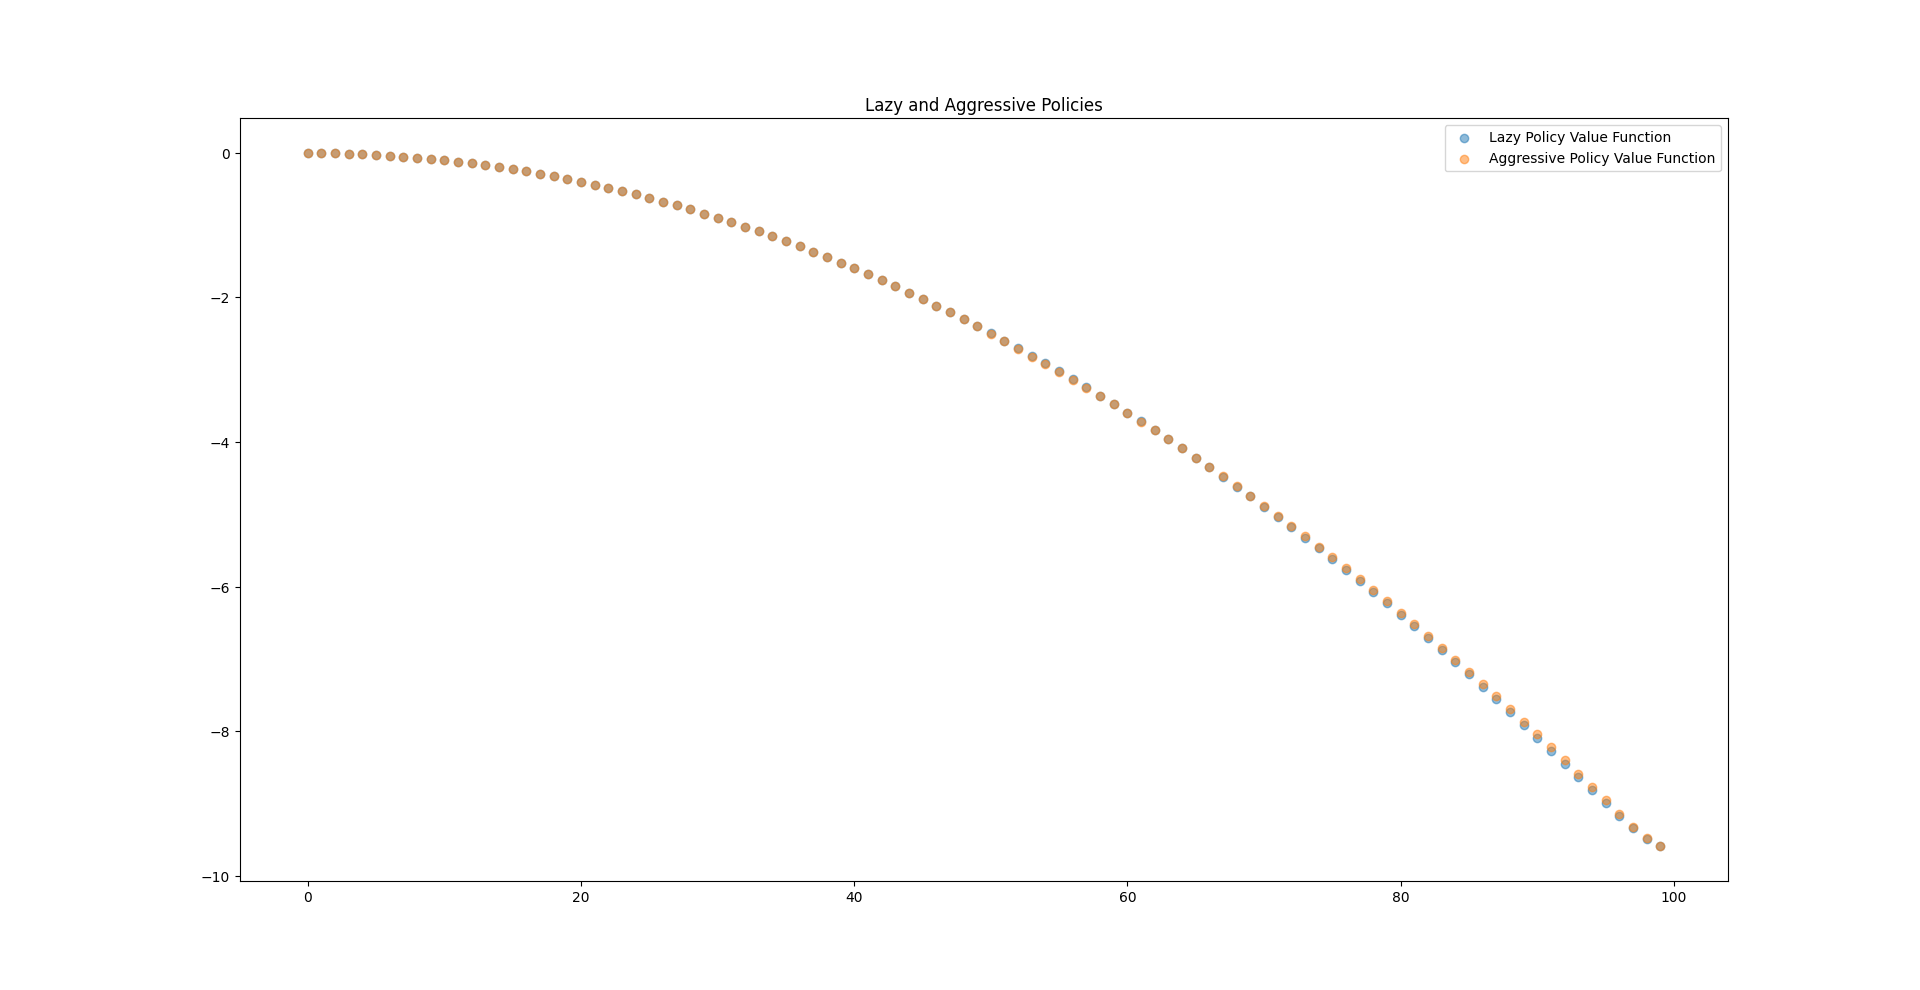 Lazy and Aggressive Policies
Lazy Policy Value Function
Aggressive Policy Value Function
0
−2
−4
−6
−8
−10
0 20 40 60 80 100